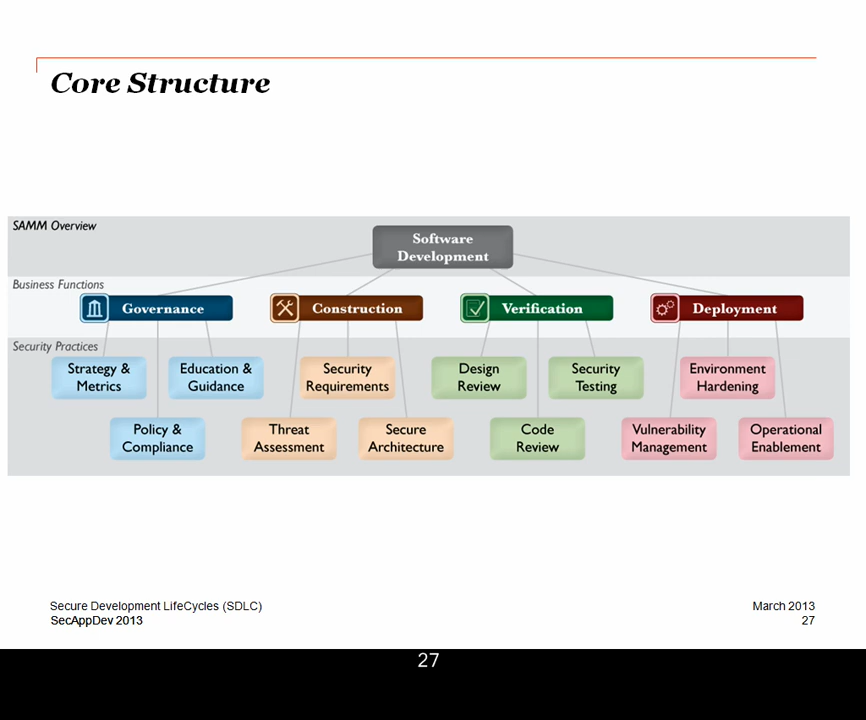 Core Structure
SAMM Overview
Software
Development
Business Functions
Governance
Construction
Verification
Deployment
Security Practices
Strategy &
Metrics
Education &
Guidance
Security
Requirements
Design
Review
Security
Testing
Environment
Hardening
Policy &
Compliance
Threat
Assessment
Secure
Architecture
Code
Review
Vulnerability
Management
Operational
Enablement
Secure Development LifeCycles (SDLC)
March 2013
SecAppDev 2013
27
27